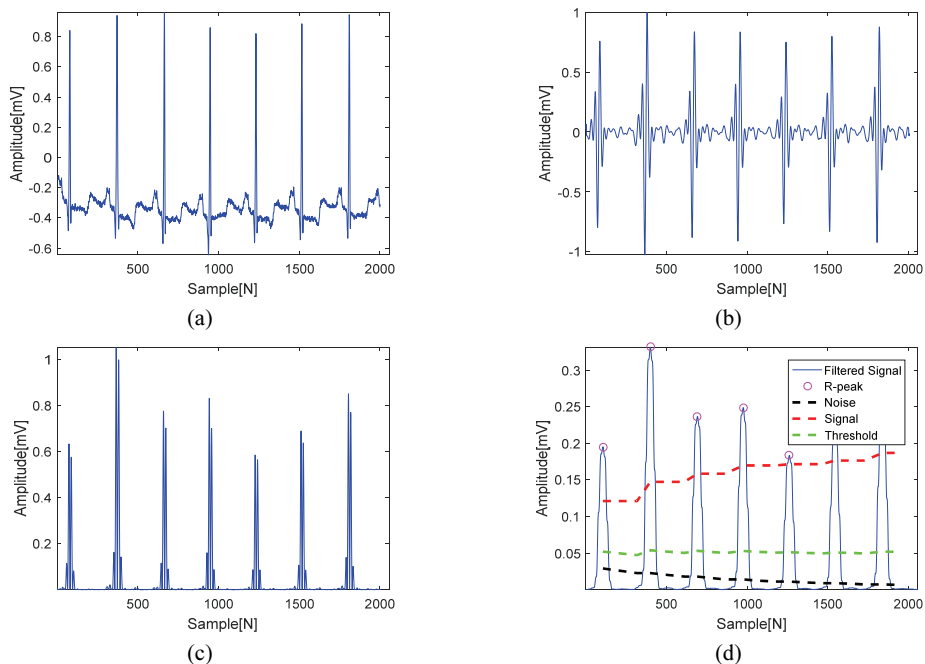 0.8
0.6
0.4
0.2
0
-0.2
-0.4
-0.6
Amplitude[mV]
500
1000
1500
2000
Sample[N]
(a)
1
0.5
0
-0.5
-1
Amplitude[mV]
500
1000
1500
2000
Sample[N]
(b)
1
0.8
0.6
0.4
0.2
Amplitude[mV]
500
1000
1500
2000
Sample[N]
(c)
0.3
0.25
0.2
0.15
0.1
0.05
Amplitude[mV]
Filtered Signal
R-peak
Noise
Signal
Threshold
500
1000
1500
2000
Sample[N]
(d)